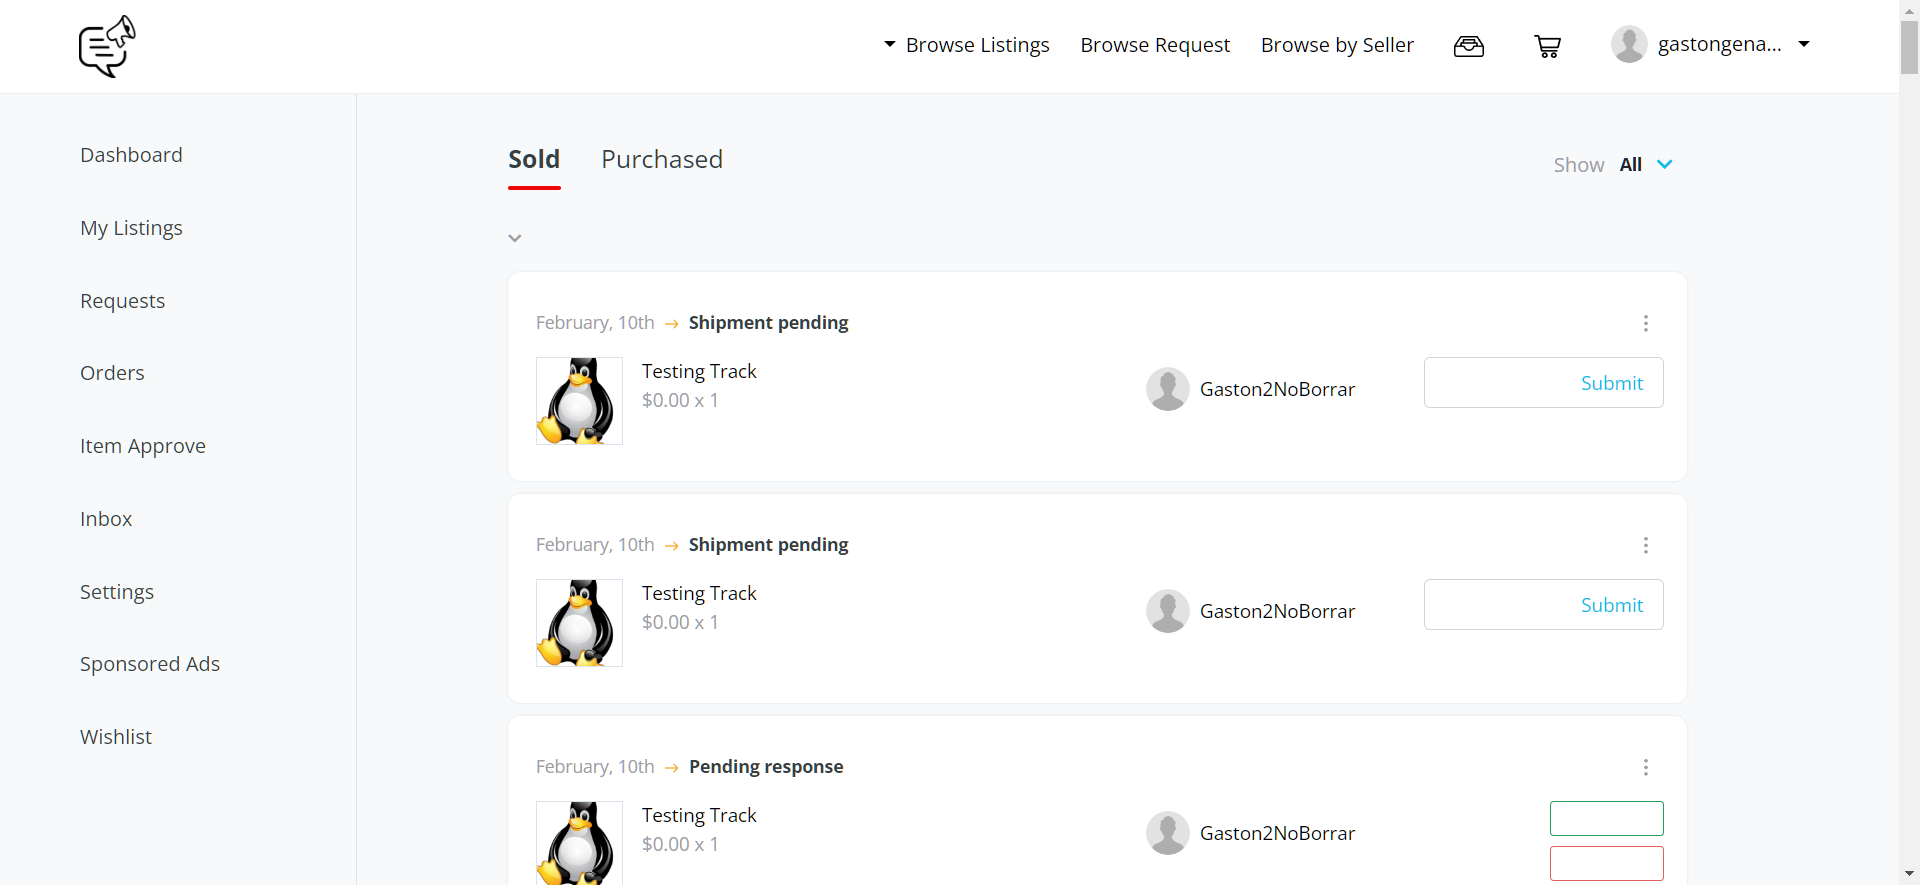 Browse Listings Browse Request Browse by Seller gastongena...
Dashboard
My Listings
Requests
Orders
Item Approve
Inbox
Settings
Sponsored Ads
Wishlist
Sold Purchased Show All
February, 10th → Shipment pending
Testing Track
$0.00 x 1
Gaston2NoBorrar
Submit
February, 10th → Shipment pending
Testing Track
$0.00 x 1
Gaston2NoBorrar
Submit
February, 10th → Pending response
Testing Track
$0.00 x 1
Gaston2NoBorrar